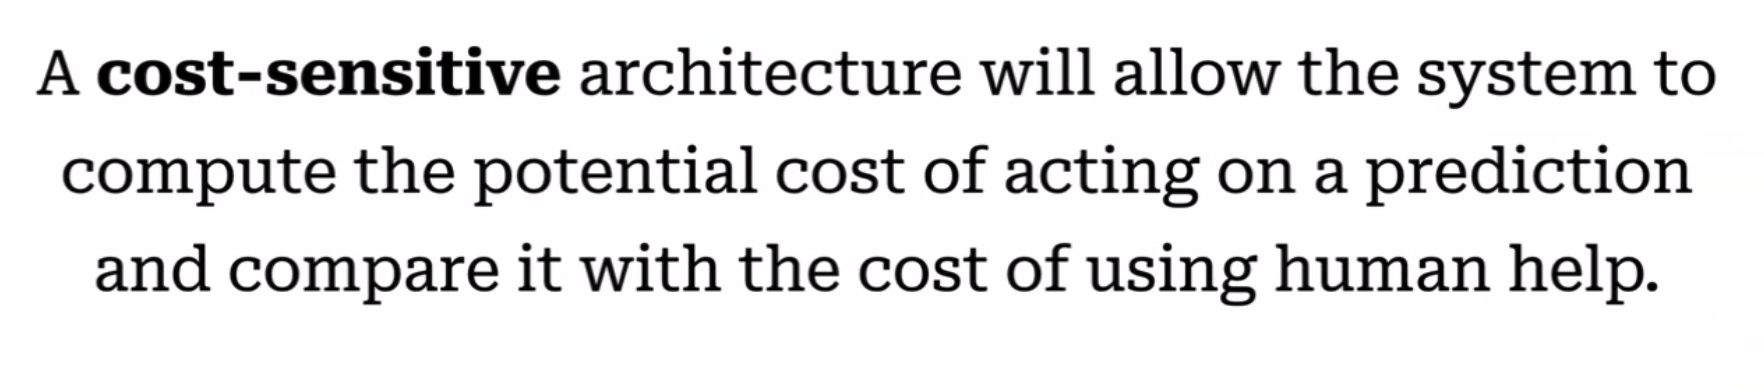 A cost-sensitive architecture will allow the system to
compute the potential cost of acting on a prediction
and compare it with the cost of using human help.